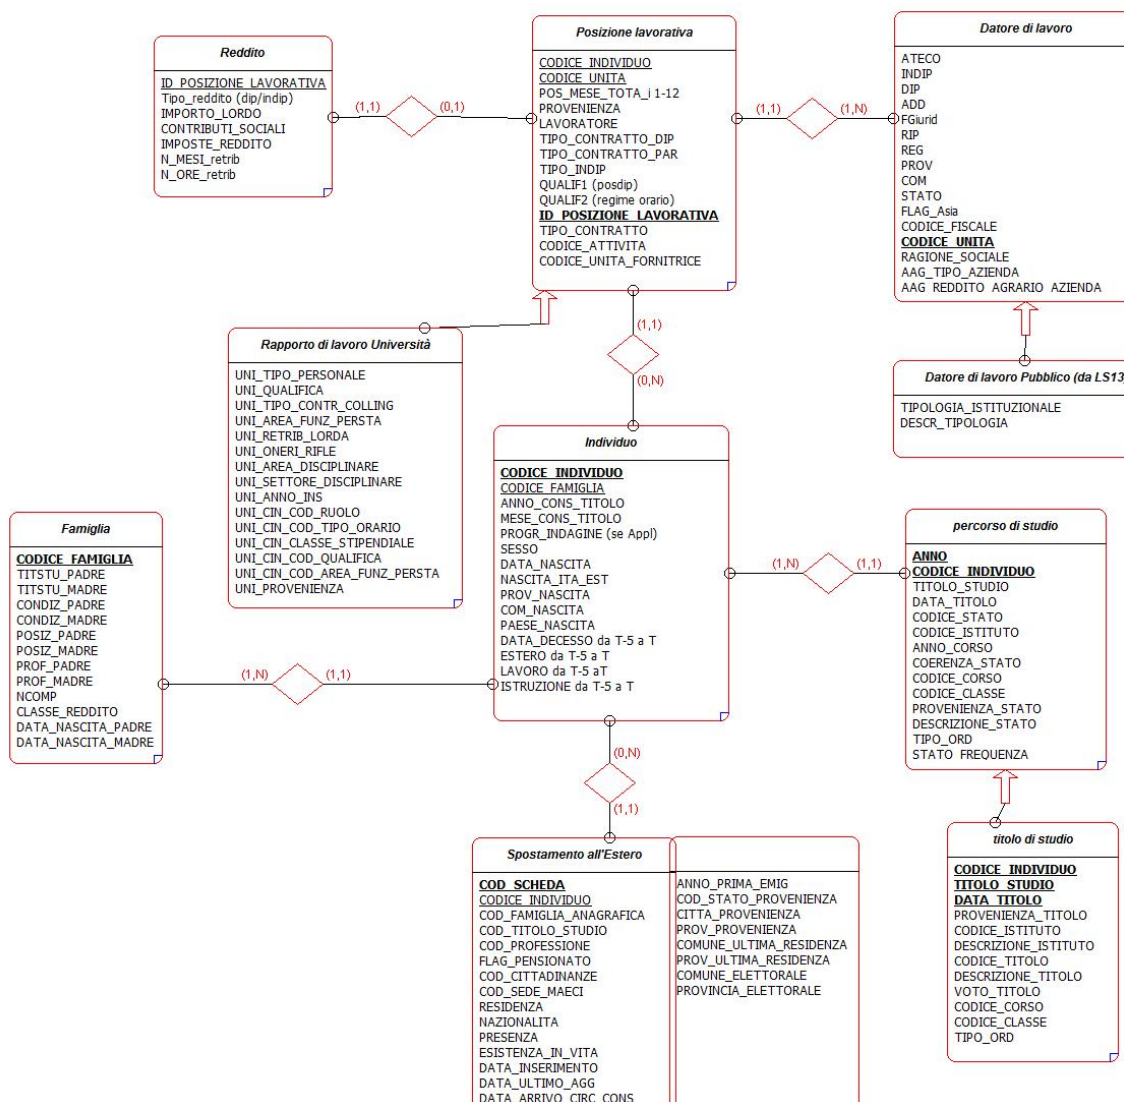 Reddito
ID_POSIZIONE_LAVORATIVA
Tipo_reddito (dip/indip)
IMPORTO_LORDO
CONTRIBUTI_SOCIALI
IMPOSTE_REDDITO
N_MESI_retrib
N_ORE_retrib
(1,1)
(0,1)
Posizione lavorativa
CODICE_INDIVIDUO
CODICE_UNITA
POS_MESE_TOTA_i 1-12
PROVENIENZA
LAVORATORE
TIPO_CONTRATTO_DIP
TIPO_CONTRATTO_PAR
TIPO_INDIP
QUALIF1 (posdip)
QUALIF2 (regime orario)
ID_POSIZIONE_LAVORATIVA
TIPO_CONTRATTO
CODICE_ATTIVITA
CODICE_UNITA_FORNITRICE
(1,1)
(1,N)
Datore di lavoro
ATECO
INDIP
DIP
ADD
FGiurid
RIP
REG
PROV
COM
STATO
FLAG_Asia
CODICE_FISCALE
CODICE_UNITA
RAGIONE_SOCIALE
AAG_TIPO_AZIENDA
AAG_REDDITO_AGRARIO_AZIENDA
Rapporto di lavoro Università
UNI_TIPO_PERSONALE
UNI_QUALIFICA
UNI_TIPO_CONTR_COLLING
UNI_AREA_FUNZ_PERSTA
UNI_RETRIB_LORDA
UNI_ONERI_RIFLE
UNI_AREA_DISCIPLINARE
UNI_SETTORE_DISCIPLINARE
UNI_ANNO_INS
UNI_CIN_COD_RUOLO
UNI_CIN_COD_TIPO_ORARIO
UNI_CIN_CLASSE_STIPENDIALE
UNI_CIN_COD_QUALIFICA
UNI_CIN_COD_AREA_FUNZ_PERSTA
UNI_PROVENIENZA
(1,1)
(0,N)
Datore di lavoro Pubblico (da LS13)
TIPOLOGIA_ISTITUZIONALE
DESCR_TIPOLOGIA
Individuo
CODICE_INDIVIDUO
CODICE_FAMIGLIA
ANNO_CONS_TITOLO
MESE_CONS_TITOLO
PROGR_INDAGINE (se Appl)
SESSO
DATA_NASCITA
NASCITA_ITA_EST
PROV_NASCITA
COM_NASCITA
PAESE_NASCITA
DATA_DECESSO da T-5 a T
ESTERO da T-5 a T
LAVORO da T-5 aT
ISTRUZIONE da T-5 a T
Famiglia
CODICE_FAMIGLIA
TITSTU_PADRE
TITSTU_MADRE
CONDIZ_PADRE
CONDIZ_MADRE
POSIZ_PADRE
POSIZ_MADRE
PROF_PADRE
PROF_MADRE
NCOMP
CLASSE_REDDITO
DATA_NASCITA_PADRE
DATA_NASCITA_MADRE
(1,N)
(1,1)
(1,N)
(1,1)
percorso di studio
ANNO
CODICE_INDIVIDUO
TITOLO_STUDIO
DATA_TITOLO
CODICE_STATO
CODICE_ISTITUTO
ANNO_CORSO
COERENZA_STATO
CODICE_CORSO
CODICE_CLASSE
PROVENIENZA_STATO
DESCRIZIONE_STATO
TIPO_ORD
STATO_FREQUENZA
(0,N)
(1,1)
Spostamento all'Estero
COD_SCHEDA
CODICE_INDIVIDUO
COD_FAMIGLIA_ANAGRAFICA
COD_TITOLO_STUDIO
COD_PROFESSIONE
FLAG_PENSIONATO
COD_CITTADINANZE
COD_SEDE_MAECI
RESIDENZA
NAZIONALITA
PRESENZA
ESISTENZA_IN_VITA
DATA_INSERIMENTO
DATA_ULTIMO_AGG
DATA_ARRIVO_CIRC_CONS
ANNO_PRIMA_EMIG
COD_STATO_PROVENIENZA
CITTA_PROVENIENZA
PROV_PROVENIENZA
COMUNE_ULTIMA_RESIDENZA
PROV_ULTIMA_RESIDENZA
COMUNE_ELETTORALE
PROVINCIA_ELETTORALE
titolo di studio
CODICE_INDIVIDUO
TITOLO_STUDIO
DATA_TITOLO
PROVENIENZA_TITOLO
CODICE_ISTITUTO
DESCRIZIONE_ISTITUTO
CODICE_TITOLO
DESCRIZIONE_TITOLO
VOTO_TITOLO
CODICE_CORSO
CODICE_CLASSE
TIPO_ORD